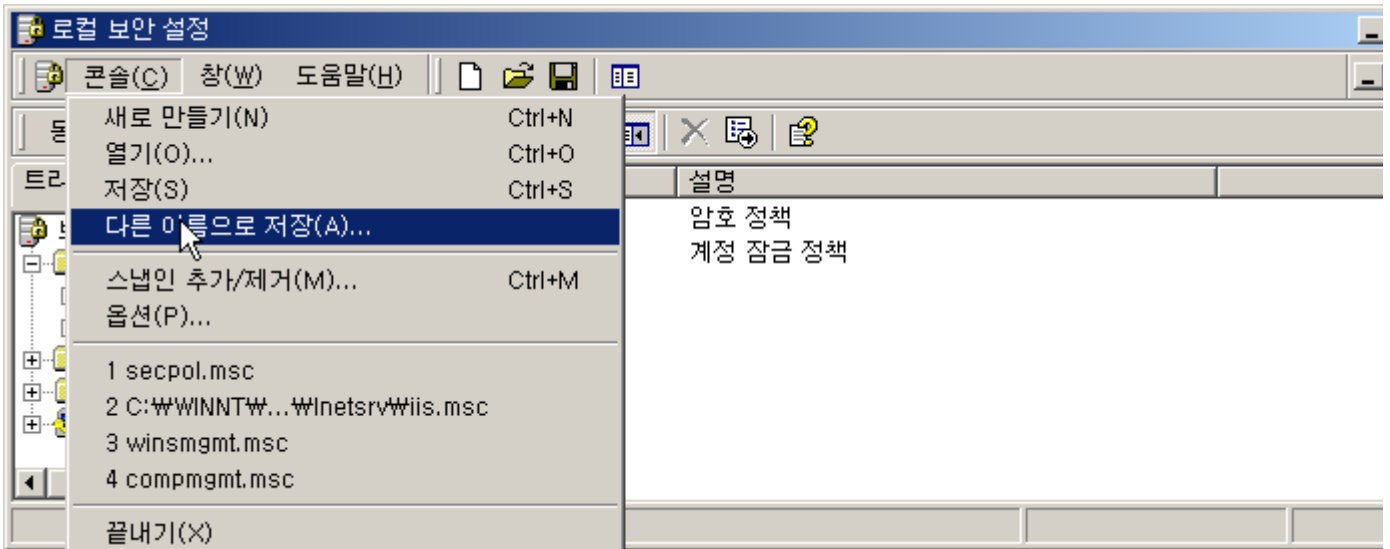 로컬 보안 설정
콘솔(C) 창(W) 도움말(H)
새로 만들기(N) Ctrl+N
열기(O)... Ctrl+O
저장(S) Ctrl+S
다른 이름으로 저장(A)...
스냅인 추가/제거(M)... Ctrl+M
옵션(P)...
1 secpol.msc
2 C:₩WINNT₩...₩Inetsrv₩iis.msc
3 winsmgmt.msc
4 compmgmt.msc
끝내기(X)
설명
암호 정책
계정 잠금 정책